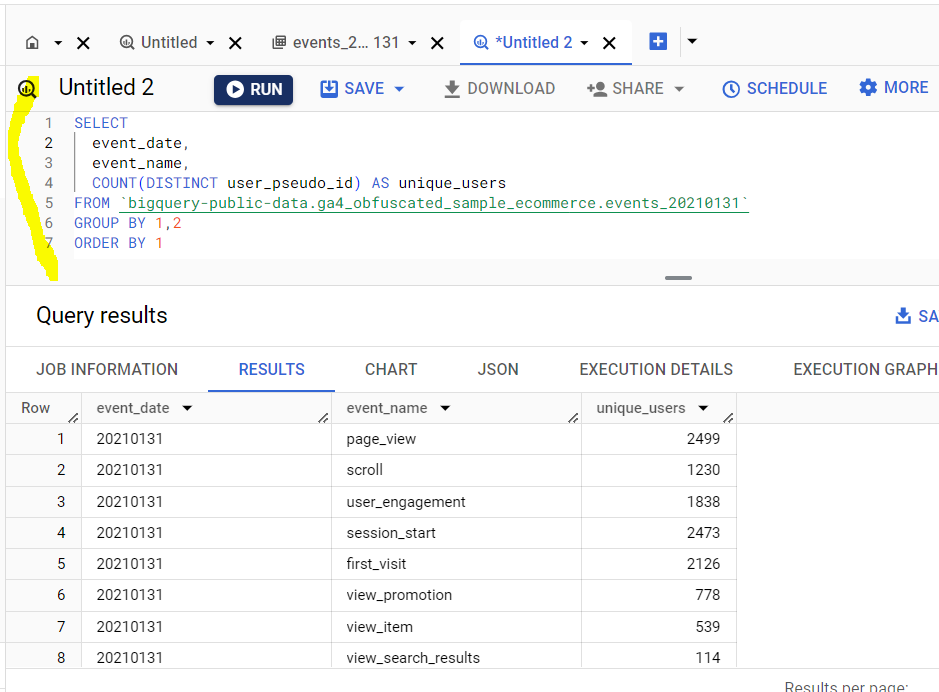 Untitled events_2... 131 *Untitled 2
Untitled 2 RUN SAVE DOWNLOAD SHARE SCHEDULE MORE
1 SELECT
2 event_date,
3 event_name,
4 COUNT(DISTINCT user_pseudo_id) AS unique_users
5 FROM `bigquery-public-data.ga4_obfuscated_sample_ecommerce.events_20210131`
6 GROUP BY 1,2
7 ORDER BY 1
Query results SA
JOB INFORMATION RESULTS CHART JSON EXECUTION DETAILS EXECUTION GRAPH
Row event_date event_name unique_users
1 20210131 page_view 2499
2 20210131 scroll 1230
3 20210131 user_engagement 1838
4 20210131 session_start 2473
5 20210131 first_visit 2126
6 20210131 view_promotion 778
7 20210131 view_item 539
8 20210131 view_search_results 114
Results per page: